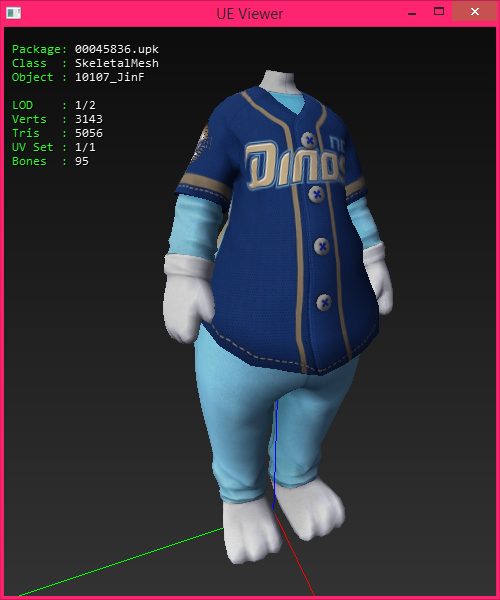 UE Viewer
Package: 00045836.upk
Class : SkeletalMesh
Object : 10107_JinF
LOD : 1/2
Verts : 3143
Tris : 5056
UV Set : 1/1
Bones : 95
nc
Dinos